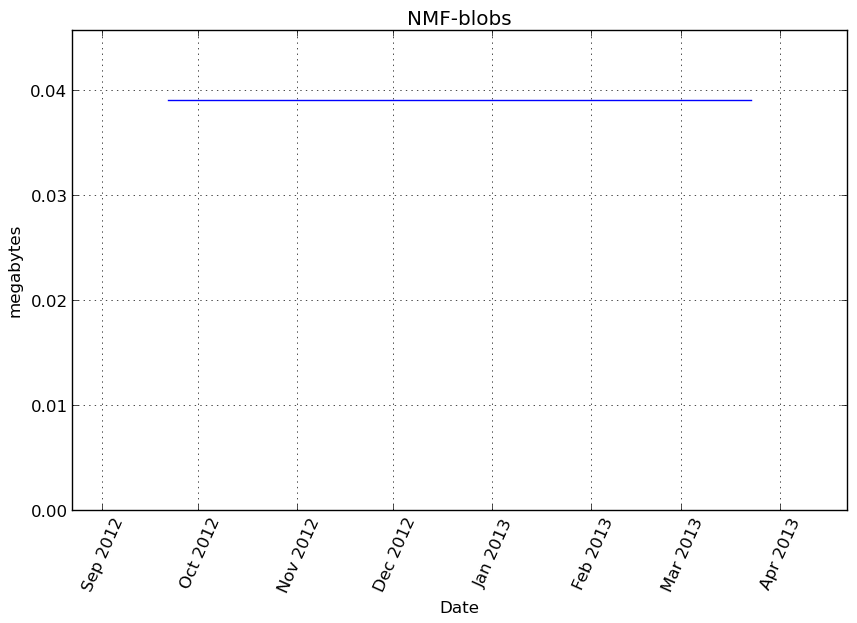 NMF-blobs
megabytes
0.04
0.03
0.02
0.01
0.00
Sep 2012
Oct 2012
Nov 2012
Dec 2012
Jan 2013
Feb 2013
Mar 2013
Apr 2013
Date